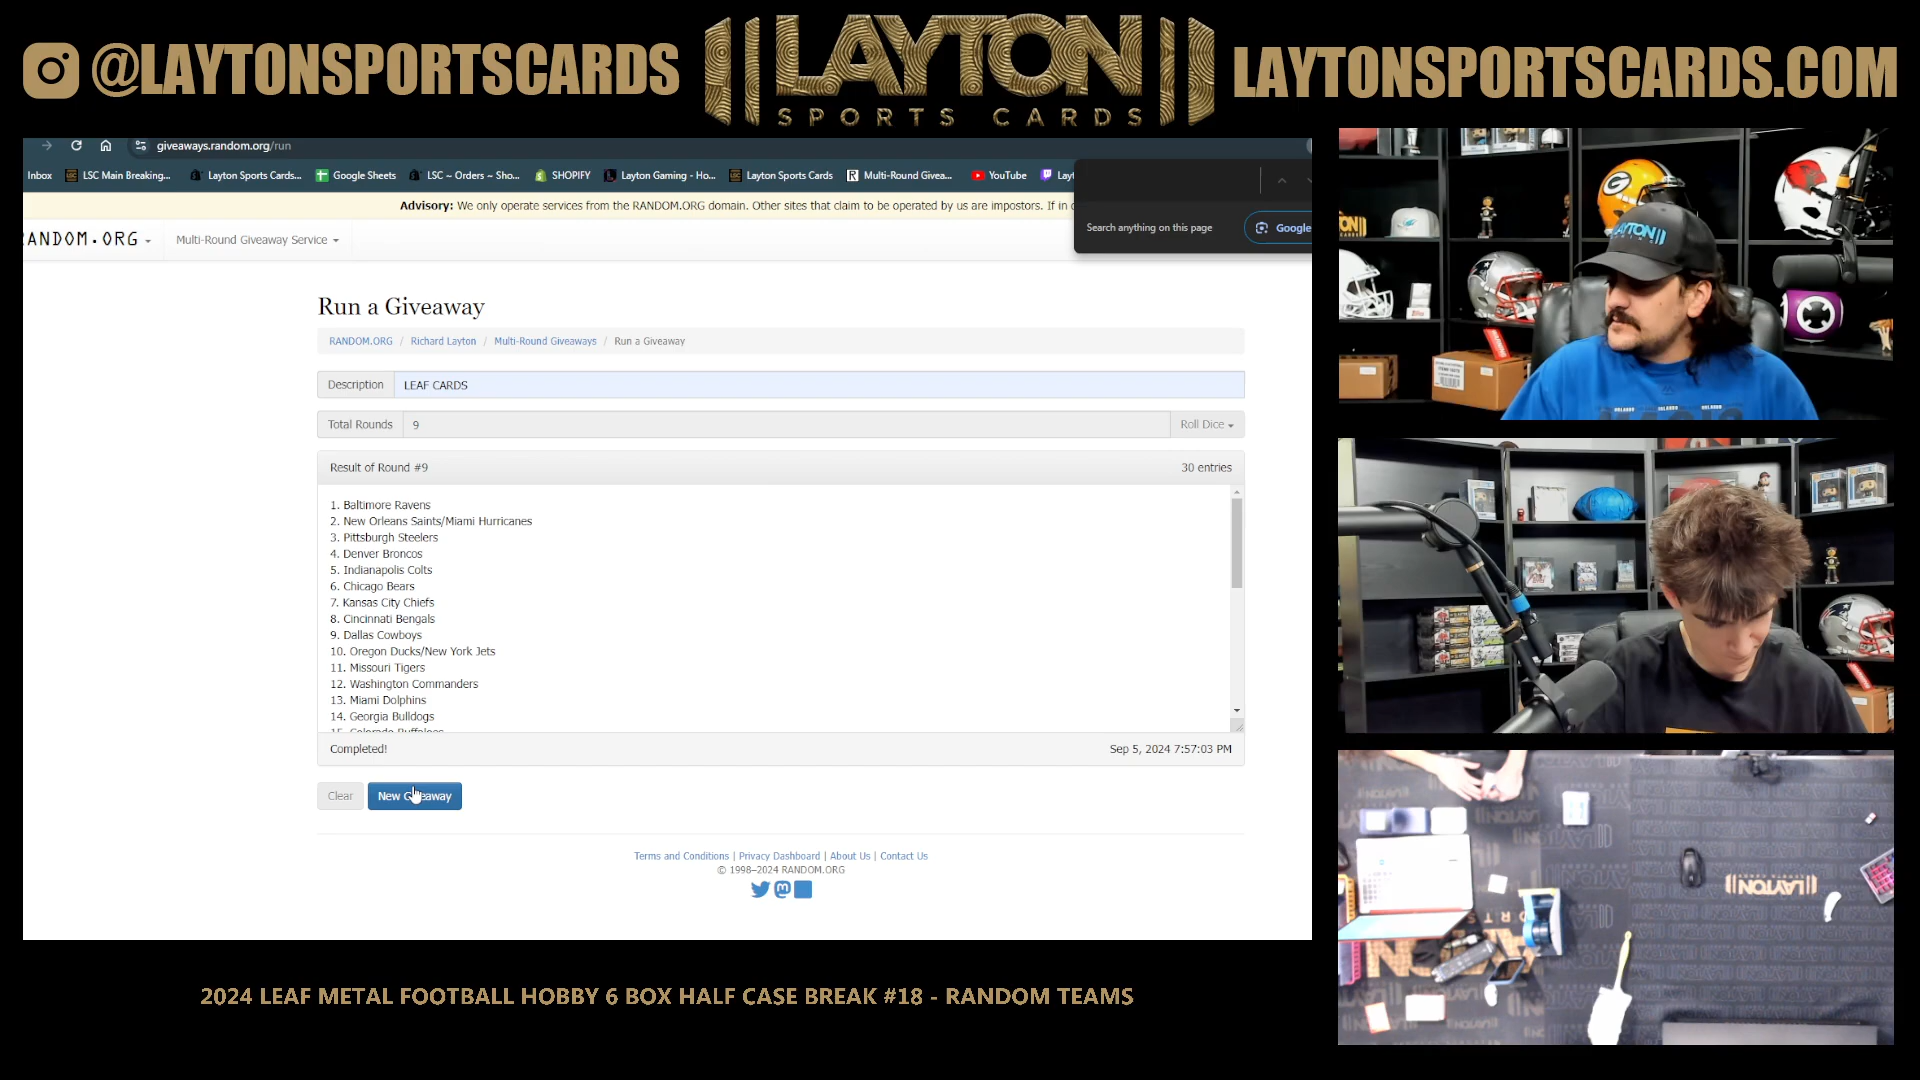 @LAYTONSPORTSCARDS
LAYTON
SPORTS CARDS
LAYTONSPORTSCARDS.COM
giveaways.random.org/run
Inbox LSC Main Breaking... Layton Sports Cards... Google Sheets LSC ~ Orders ~ Sho... SHOPIFY Layton Gaming - Ho... Layton Sports Cards Multi-Round Givea... YouTube Layt
Advisory: We only operate services from the RANDOM.ORG domain. Other sites that claim to be operated by us are impostors. If in
Search anything on this page
Google
ANDOM.ORG
Multi-Round Giveaway Service
Run a Giveaway
RANDOM.ORG / Richard Layton / Multi-Round Giveaways / Run a Giveaway
Description LEAF CARDS
Total Rounds 9 Roll Dice
Result of Round #9 30 entries
1. Baltimore Ravens
2. New Orleans Saints/Miami Hurricanes
3. Pittsburgh Steelers
4. Denver Broncos
5. Indianapolis Colts
6. Chicago Bears
7. Kansas City Chiefs
8. Cincinnati Bengals
9. Dallas Cowboys
10. Oregon Ducks/New York Jets
11. Missouri Tigers
12. Washington Commanders
13. Miami Dolphins
14. Georgia Bulldogs
15. Colorado Buffaloes
Completed! Sep 5, 2024 7:57:03 PM
Clear New Giveaway
Terms and Conditions | Privacy Dashboard | About Us | Contact Us
© 1998–2024 RANDOM.ORG
2024 LEAF METAL FOOTBALL HOBBY 6 BOX HALF CASE BREAK #18 - RANDOM TEAMS
LAYTON
LAYTON